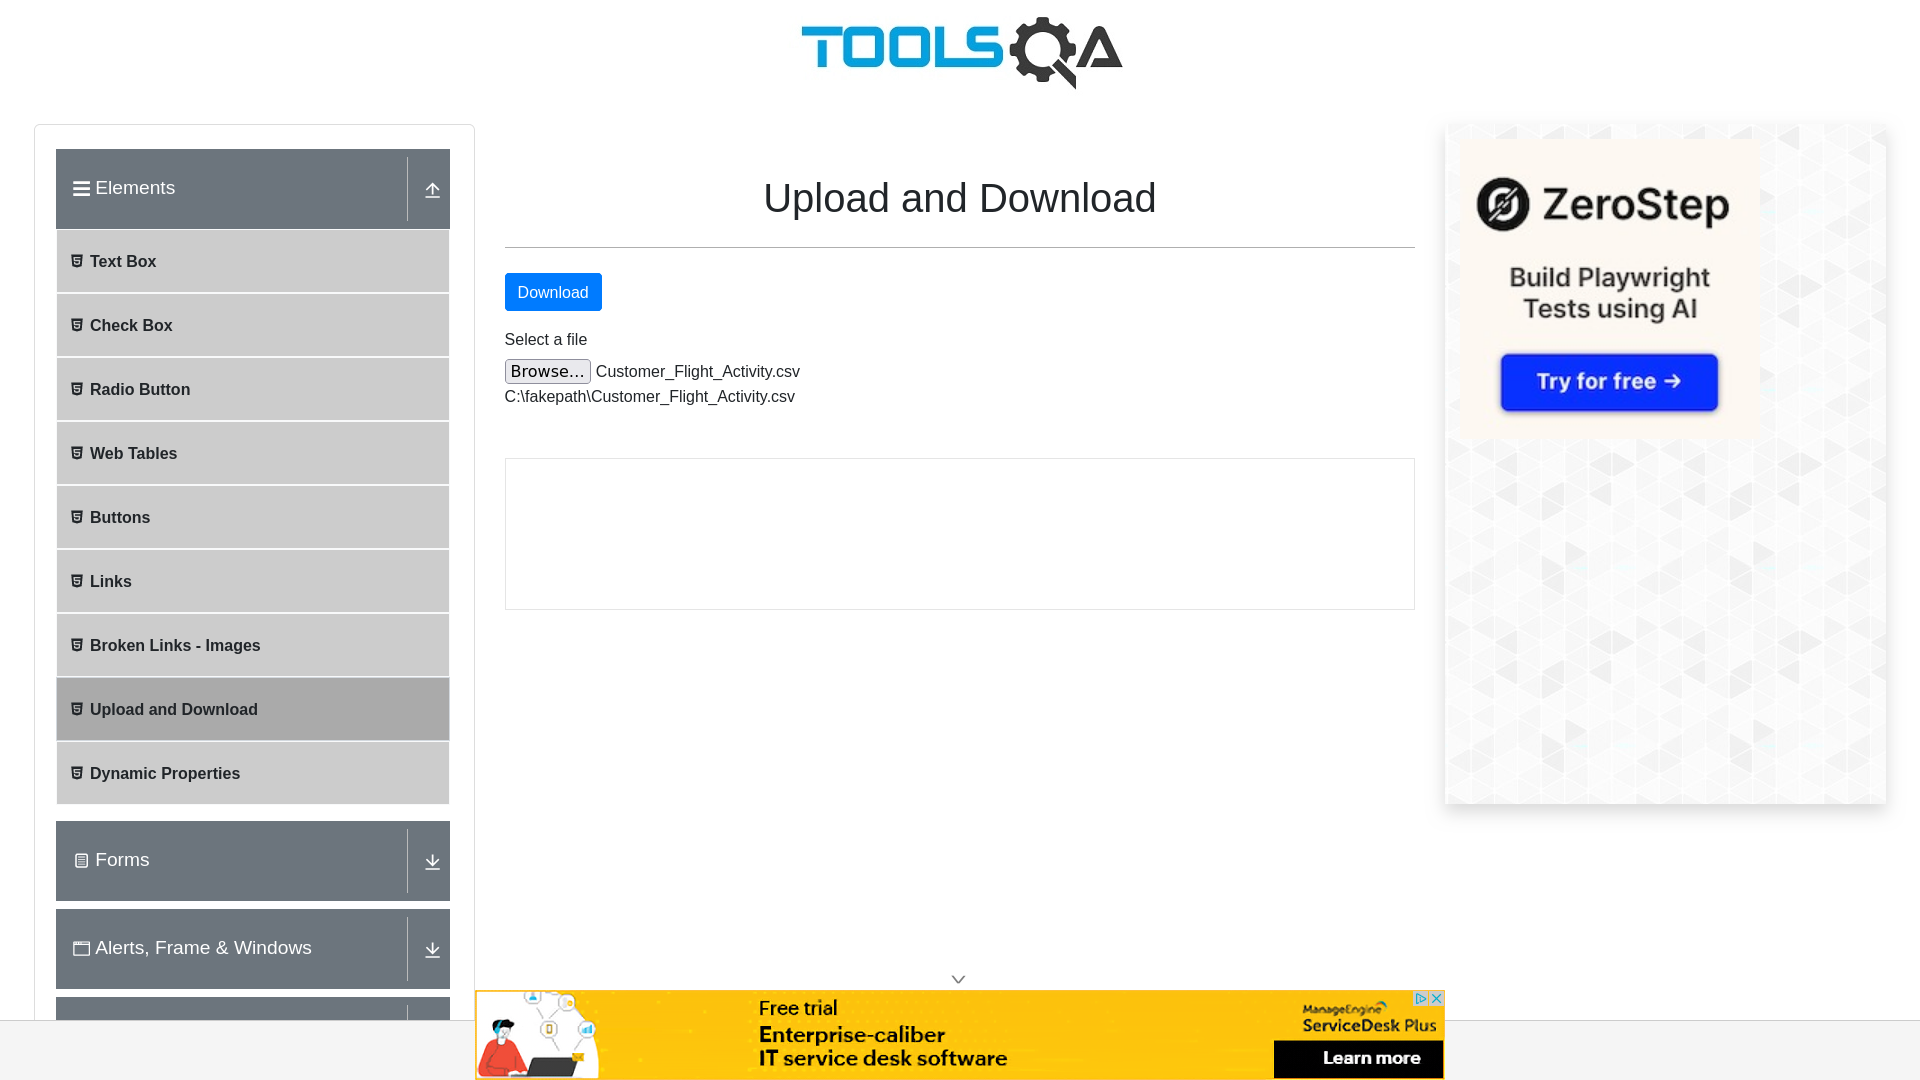 TOOLSQA
Elements
Text Box
Check Box
Radio Button
Web Tables
Buttons
Links
Broken Links - Images
Upload and Download
Dynamic Properties
Forms
Alerts, Frame & Windows
Upload and Download
Download
Select a file
Browse... Customer_Flight_Activity.csv
C:\fakepath\Customer_Flight_Activity.csv
ZeroStep
Build Playwright
Tests using AI
Try for free →
Free trial
Enterprise-caliber
IT service desk software
ManageEngine
ServiceDesk Plus
Learn more